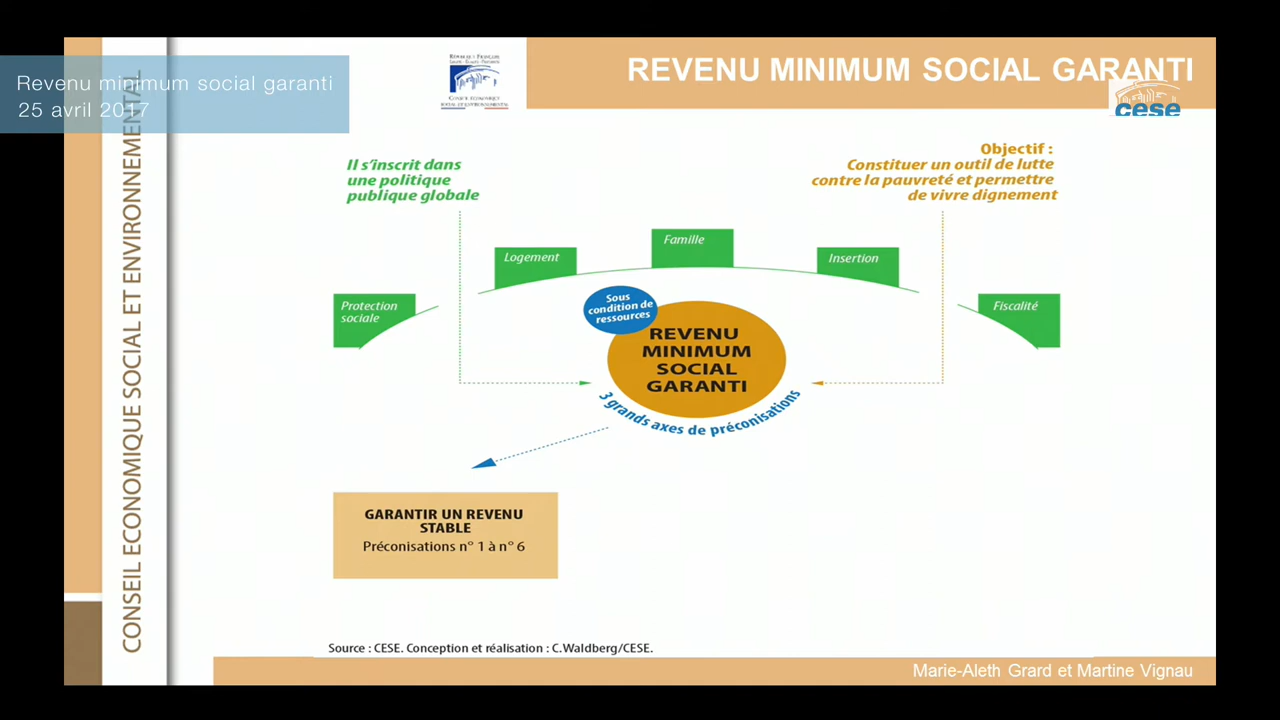 Revenu minimum social garanti
25 avril 2017
CONSEIL ECONOMIQUE SOCIAL ET ENVIRONNEMENTAL
REVENU MINIMUM SOCIAL GARANTI
cese
Il s'inscrit dans
une politique
publique globale
Objectif :
Constituer un outil de lutte
contre la pauvreté et permettre
de vivre dignement
Protection
sociale
Logement
Famille
Insertion
Fiscalité
Sous
condition de
ressources
REVENU
MINIMUM
SOCIAL
GARANTI
3 grands axes de préconisations
GARANTIR UN REVENU
STABLE
Préconisations n° 1 à n° 6
Source : CESE. Conception et réalisation : C.Waldberg/CESE.
Marie-Aleth Grard et Martine Vignau